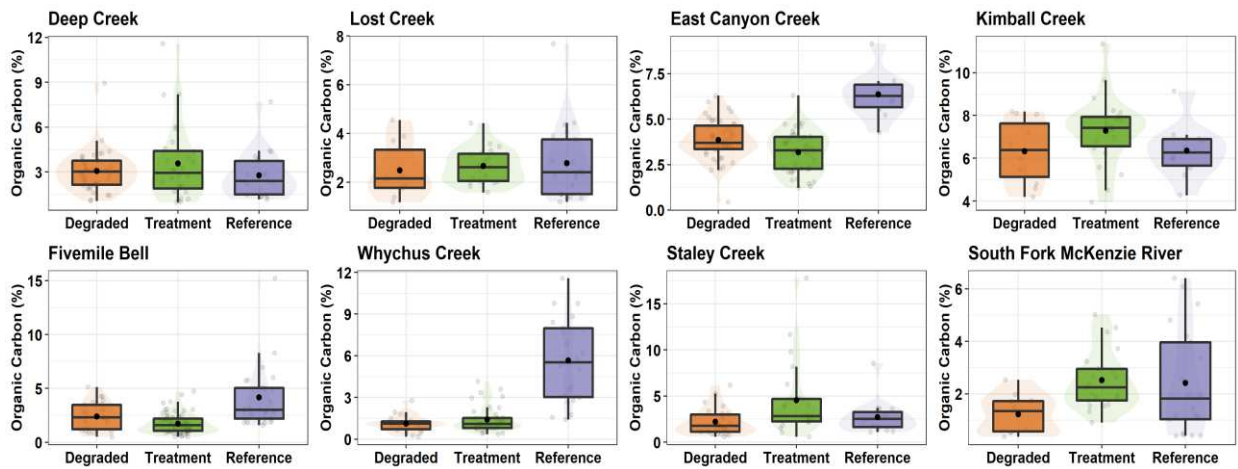 Deep Creek
Lost Creek
East Canyon Creek
Kimball Creek
Organic Carbon (%)
12
9
6
3
Organic Carbon (%)
8
6
4
2
Organic Carbon (%)
7.5
5.0
2.5
0.0
Organic Carbon (%)
10
8
6
4
Degraded Treatment Reference
Degraded Treatment Reference
Degraded Treatment Reference
Degraded Treatment Reference
Fivemile Bell
Whychus Creek
Staley Creek
South Fork McKenzie River
Organic Carbon (%)
15
10
5
0
Organic Carbon (%)
12
9
6
3
0
Organic Carbon (%)
15
10
5
0
Organic Carbon (%)
6
4
2
Degraded Treatment Reference
Degraded Treatment Reference
Degraded Treatment Reference
Degraded Treatment Reference